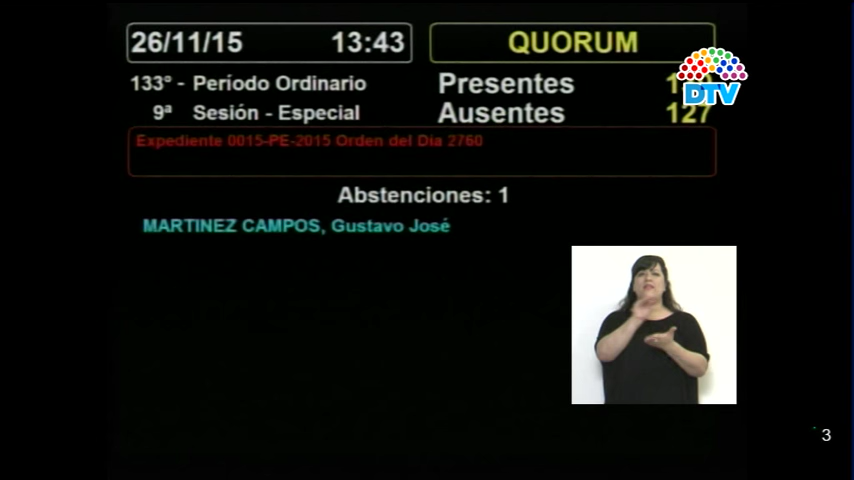 26/11/15 13:43 QUORUM
133° - Período Ordinario
Presentes
9ª Sesión - Especial
Ausentes 127
DTV
Expediente 0015-PE-2015 Orden del Dia 2760
Abstenciones: 1
MARTINEZ CAMPOS, Gustavo José
3